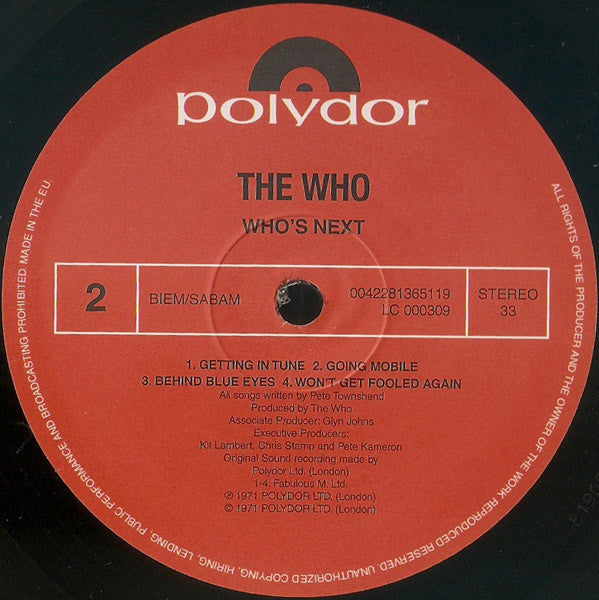 polydor
THE WHO
WHO'S NEXT
2
BIEM/SABAM
0042281365119
LC 000309
STEREO
33
1. GETTING IN TUNE 2. GOING MOBILE
3. BEHIND BLUE EYES 4. WON'T GET FOOLED AGAIN
All songs written by Pete Townshend
Produced by The Who
Associate Producer: Glyn Johns
Executive Producers:
Kit Lambert, Chris Stamp and Pete Kameron
Original Sound recording made by
Polydor Ltd. (London)
1-4. Fabulous M. Ltd.
℗ 1971 POLYDOR LTD. (London)
© 1971 POLYDOR LTD. (London)
ALL RIGHTS OF THE PRODUCER AND THE OWNER OF THE WORK REPRODUCED RESERVED. UNAUTHORIZED COPYING, HIRING, LENDING, PUBLIC PERFORMANCE AND BROADCASTING PROHIBITED. MADE IN THE EU.